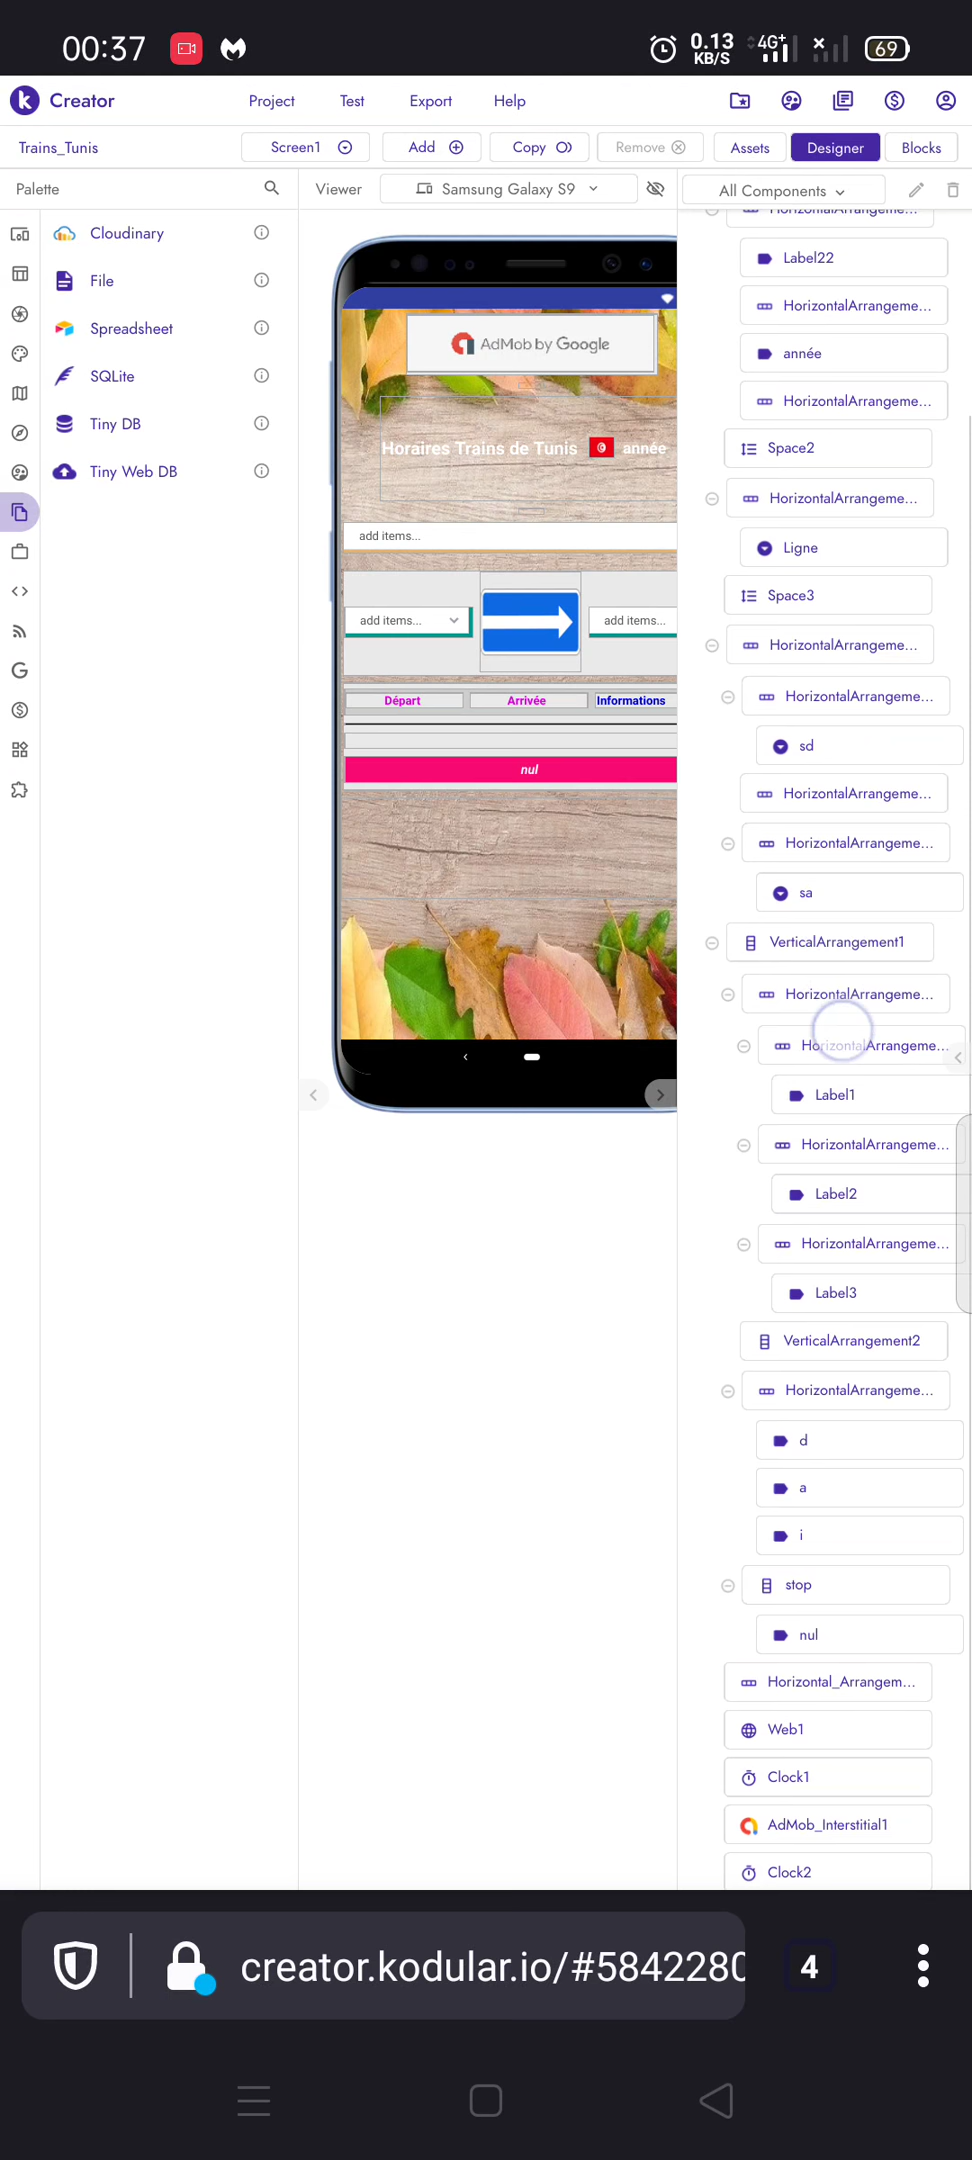 00:37
0.13
KB/S
4G+
69
Creator
Project Test Export Help
Trains_Tunis
Screen1 Add Copy Remove Assets Designer Blocks
Palette
Viewer
Samsung Galaxy S9
All Components
Cloudinary
File
Spreadsheet
SQLite
Tiny DB
Tiny Web DB
AdMob by Google
Horaires Trains de Tunis année
add items...
add items...
add items...
Départ Arrivée Informations
nul
HorizontalArrangeme...
Label22
HorizontalArrangeme...
année
HorizontalArrangeme...
Space2
HorizontalArrangeme...
Ligne
Space3
HorizontalArrangeme...
HorizontalArrangeme...
sd
HorizontalArrangeme...
HorizontalArrangeme...
sa
VerticalArrangement1
HorizontalArrangeme...
HorizontalArrangeme...
Label1
HorizontalArrangeme...
Label2
HorizontalArrangeme...
Label3
VerticalArrangement2
HorizontalArrangeme...
d
a
i
stop
nul
Horizontal_Arrangem...
Web1
Clock1
AdMob_Interstitial1
Clock2
creator.kodular.io/#5842280
4